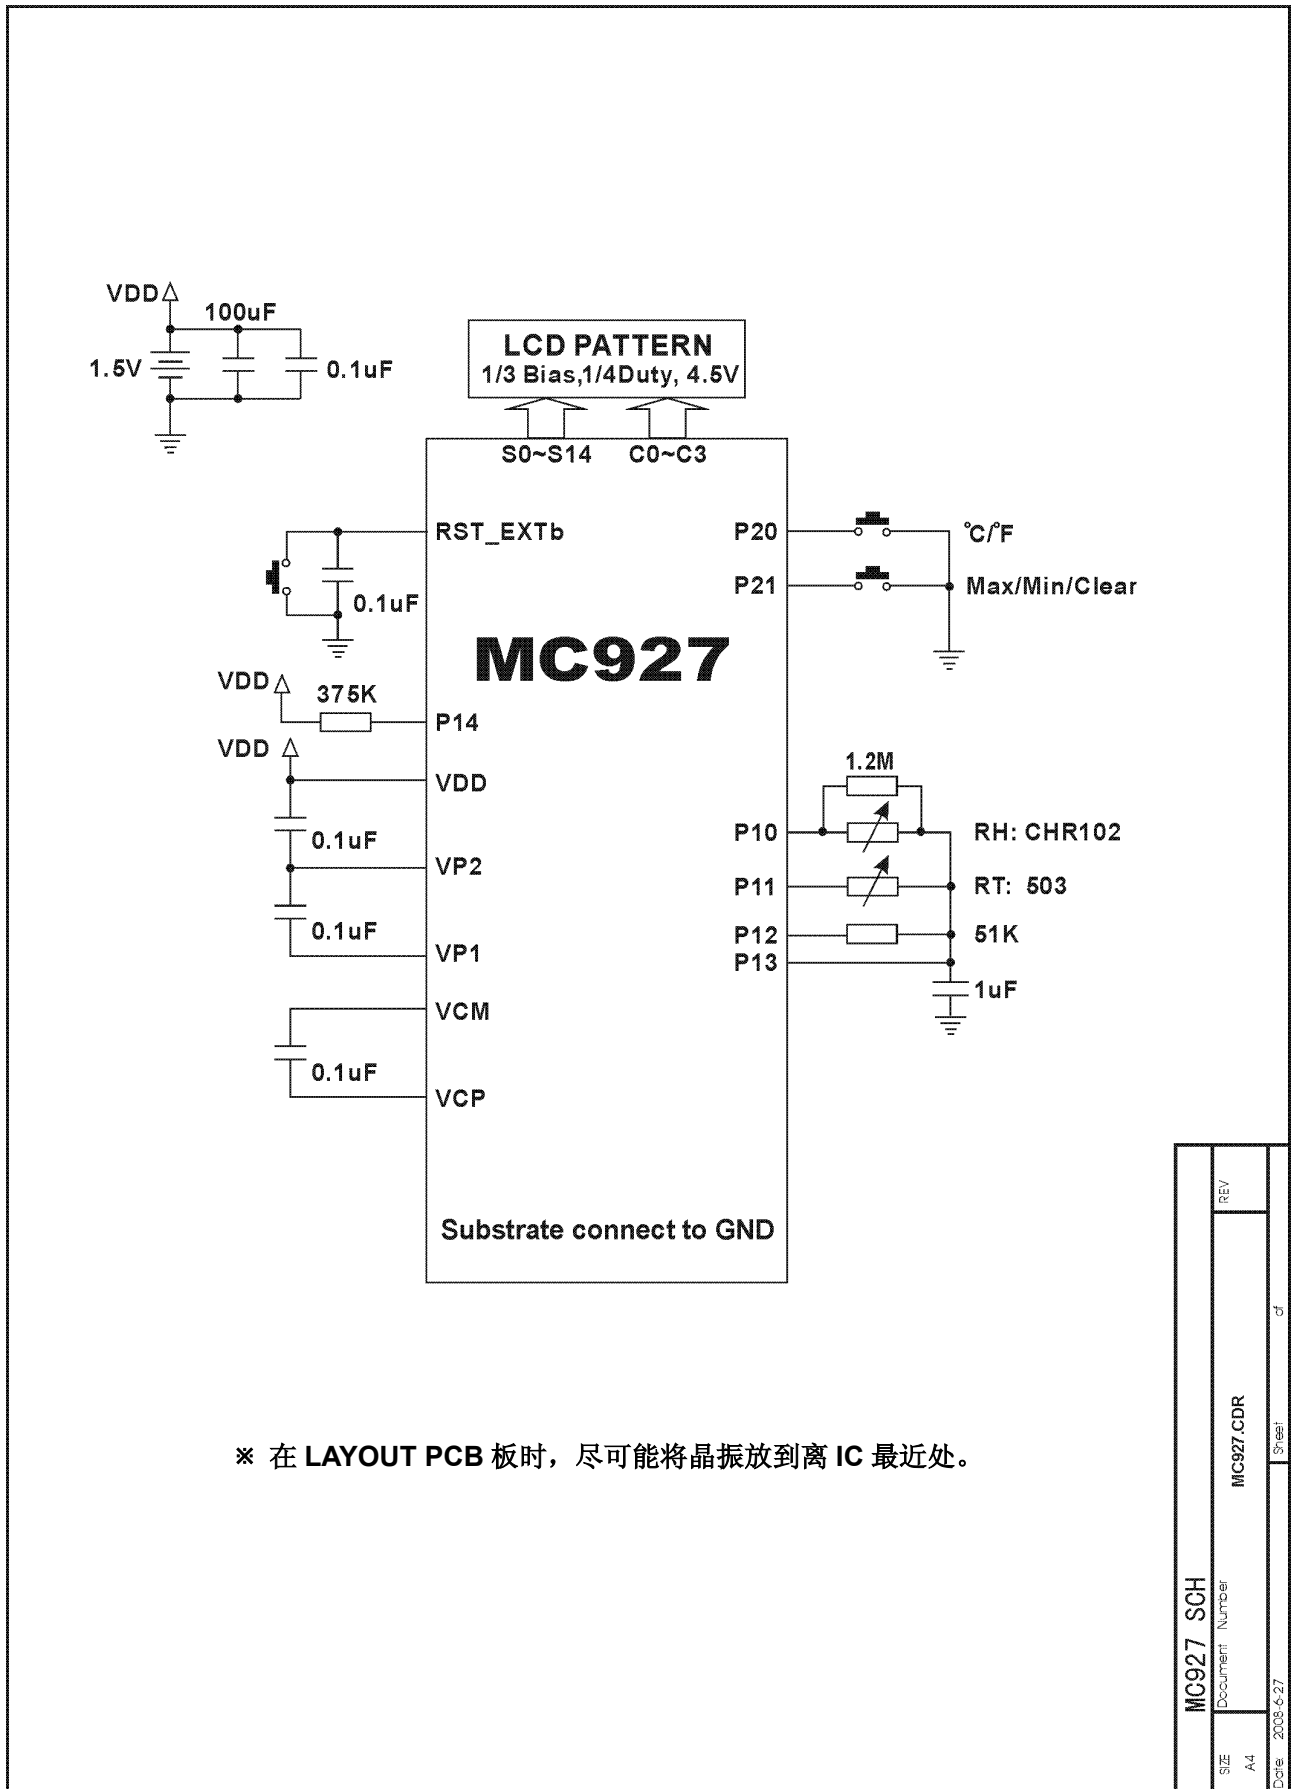 VDD
100uF
1.5V
0.1uF
LCD PATTERN
1/3 Bias,1/4Duty, 4.5V
S0~S14 C0~C3
RST_EXTb
0.1uF
P20
℃/℉
P21
Max/Min/Clear
MC927
VDD
375K
P14
VDD
VDD
0.1uF
VP2
0.1uF
VP1
VCM
0.1uF
VCP
1.2M
P10
RH: CHR102
P11
RT: 503
P12
51K
P13
1uF
Substrate connect to GND
※ 在 LAYOUT PCB 板时，尽可能将晶振放到离 IC 最近处。
MC927 SCH
SIZE
A4
Document Number
MC927.CDR
REV
Date: 2008-6-27
Sheet of